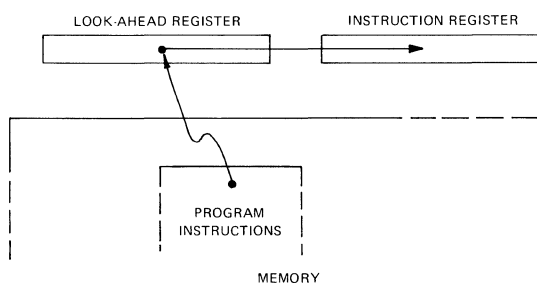 LOOK-AHEAD REGISTER
INSTRUCTION REGISTER
PROGRAM
INSTRUCTIONS
MEMORY